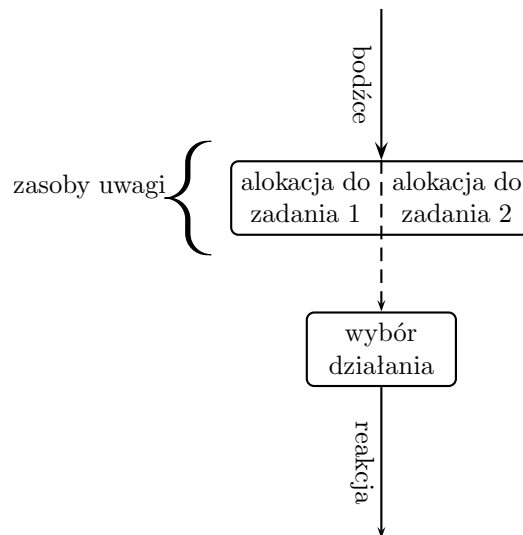 bodźce
zasoby uwagi
alokacja do
zadania 1
alokacja do
zadania 2
wybór
działania
reakcja